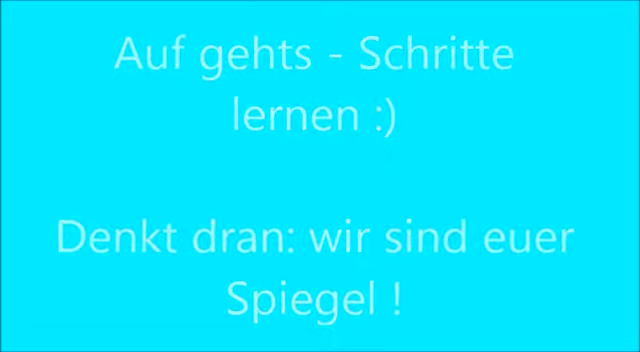 Auf gehts - Schritte
lernen :)
Denkt dran: wir sind euer
Spiegel !